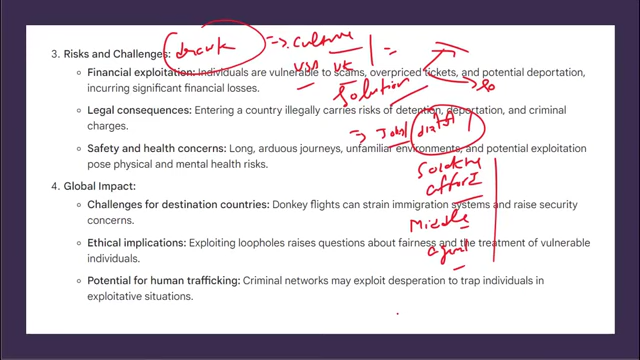 3. Risks and Challenges:
=> Culture
USA UK
• Financial exploitation: Individuals are vulnerable to scams, overpriced tickets, and potential deportation,
incurring significant financial losses.
Solution
• Legal consequences: Entering a country illegally carries risks of detention, deportation, and criminal
charges.
=> Jobs
• Safety and health concerns: Long, arduous journeys, unfamiliar environments, and potential exploitation
pose physical and mental health risks.
4. Global Impact:
• Challenges for destination countries: Donkey flights can strain immigration systems and raise security
concerns.
Middle
• Ethical implications: Exploiting loopholes raises questions about fairness and the treatment of vulnerable
individuals.
agent
• Potential for human trafficking: Criminal networks may exploit desperation to trap individuals in
exploitative situations.